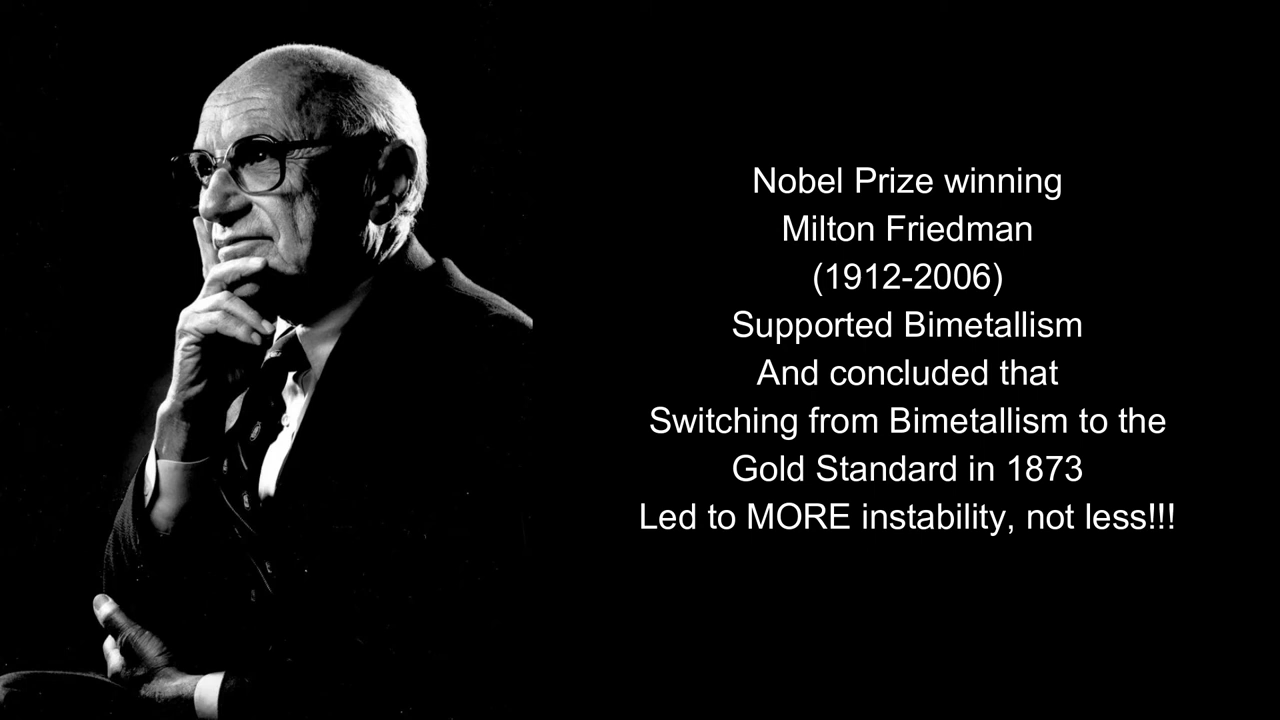 Nobel Prize winning
Milton Friedman
(1912-2006)
Supported Bimetallism
And concluded that
Switching from Bimetallism to the
Gold Standard in 1873
Led to MORE instability, not less!!!